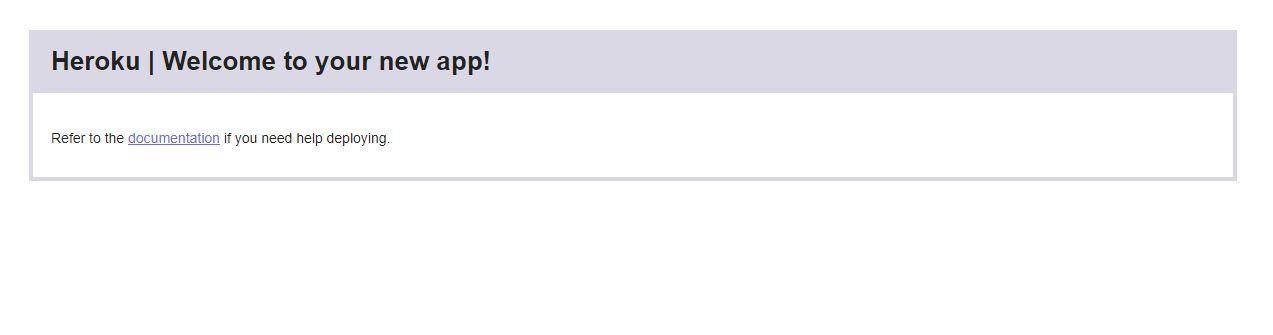 Heroku | Welcome to your new app!
Refer to the documentation if you need help deploying.